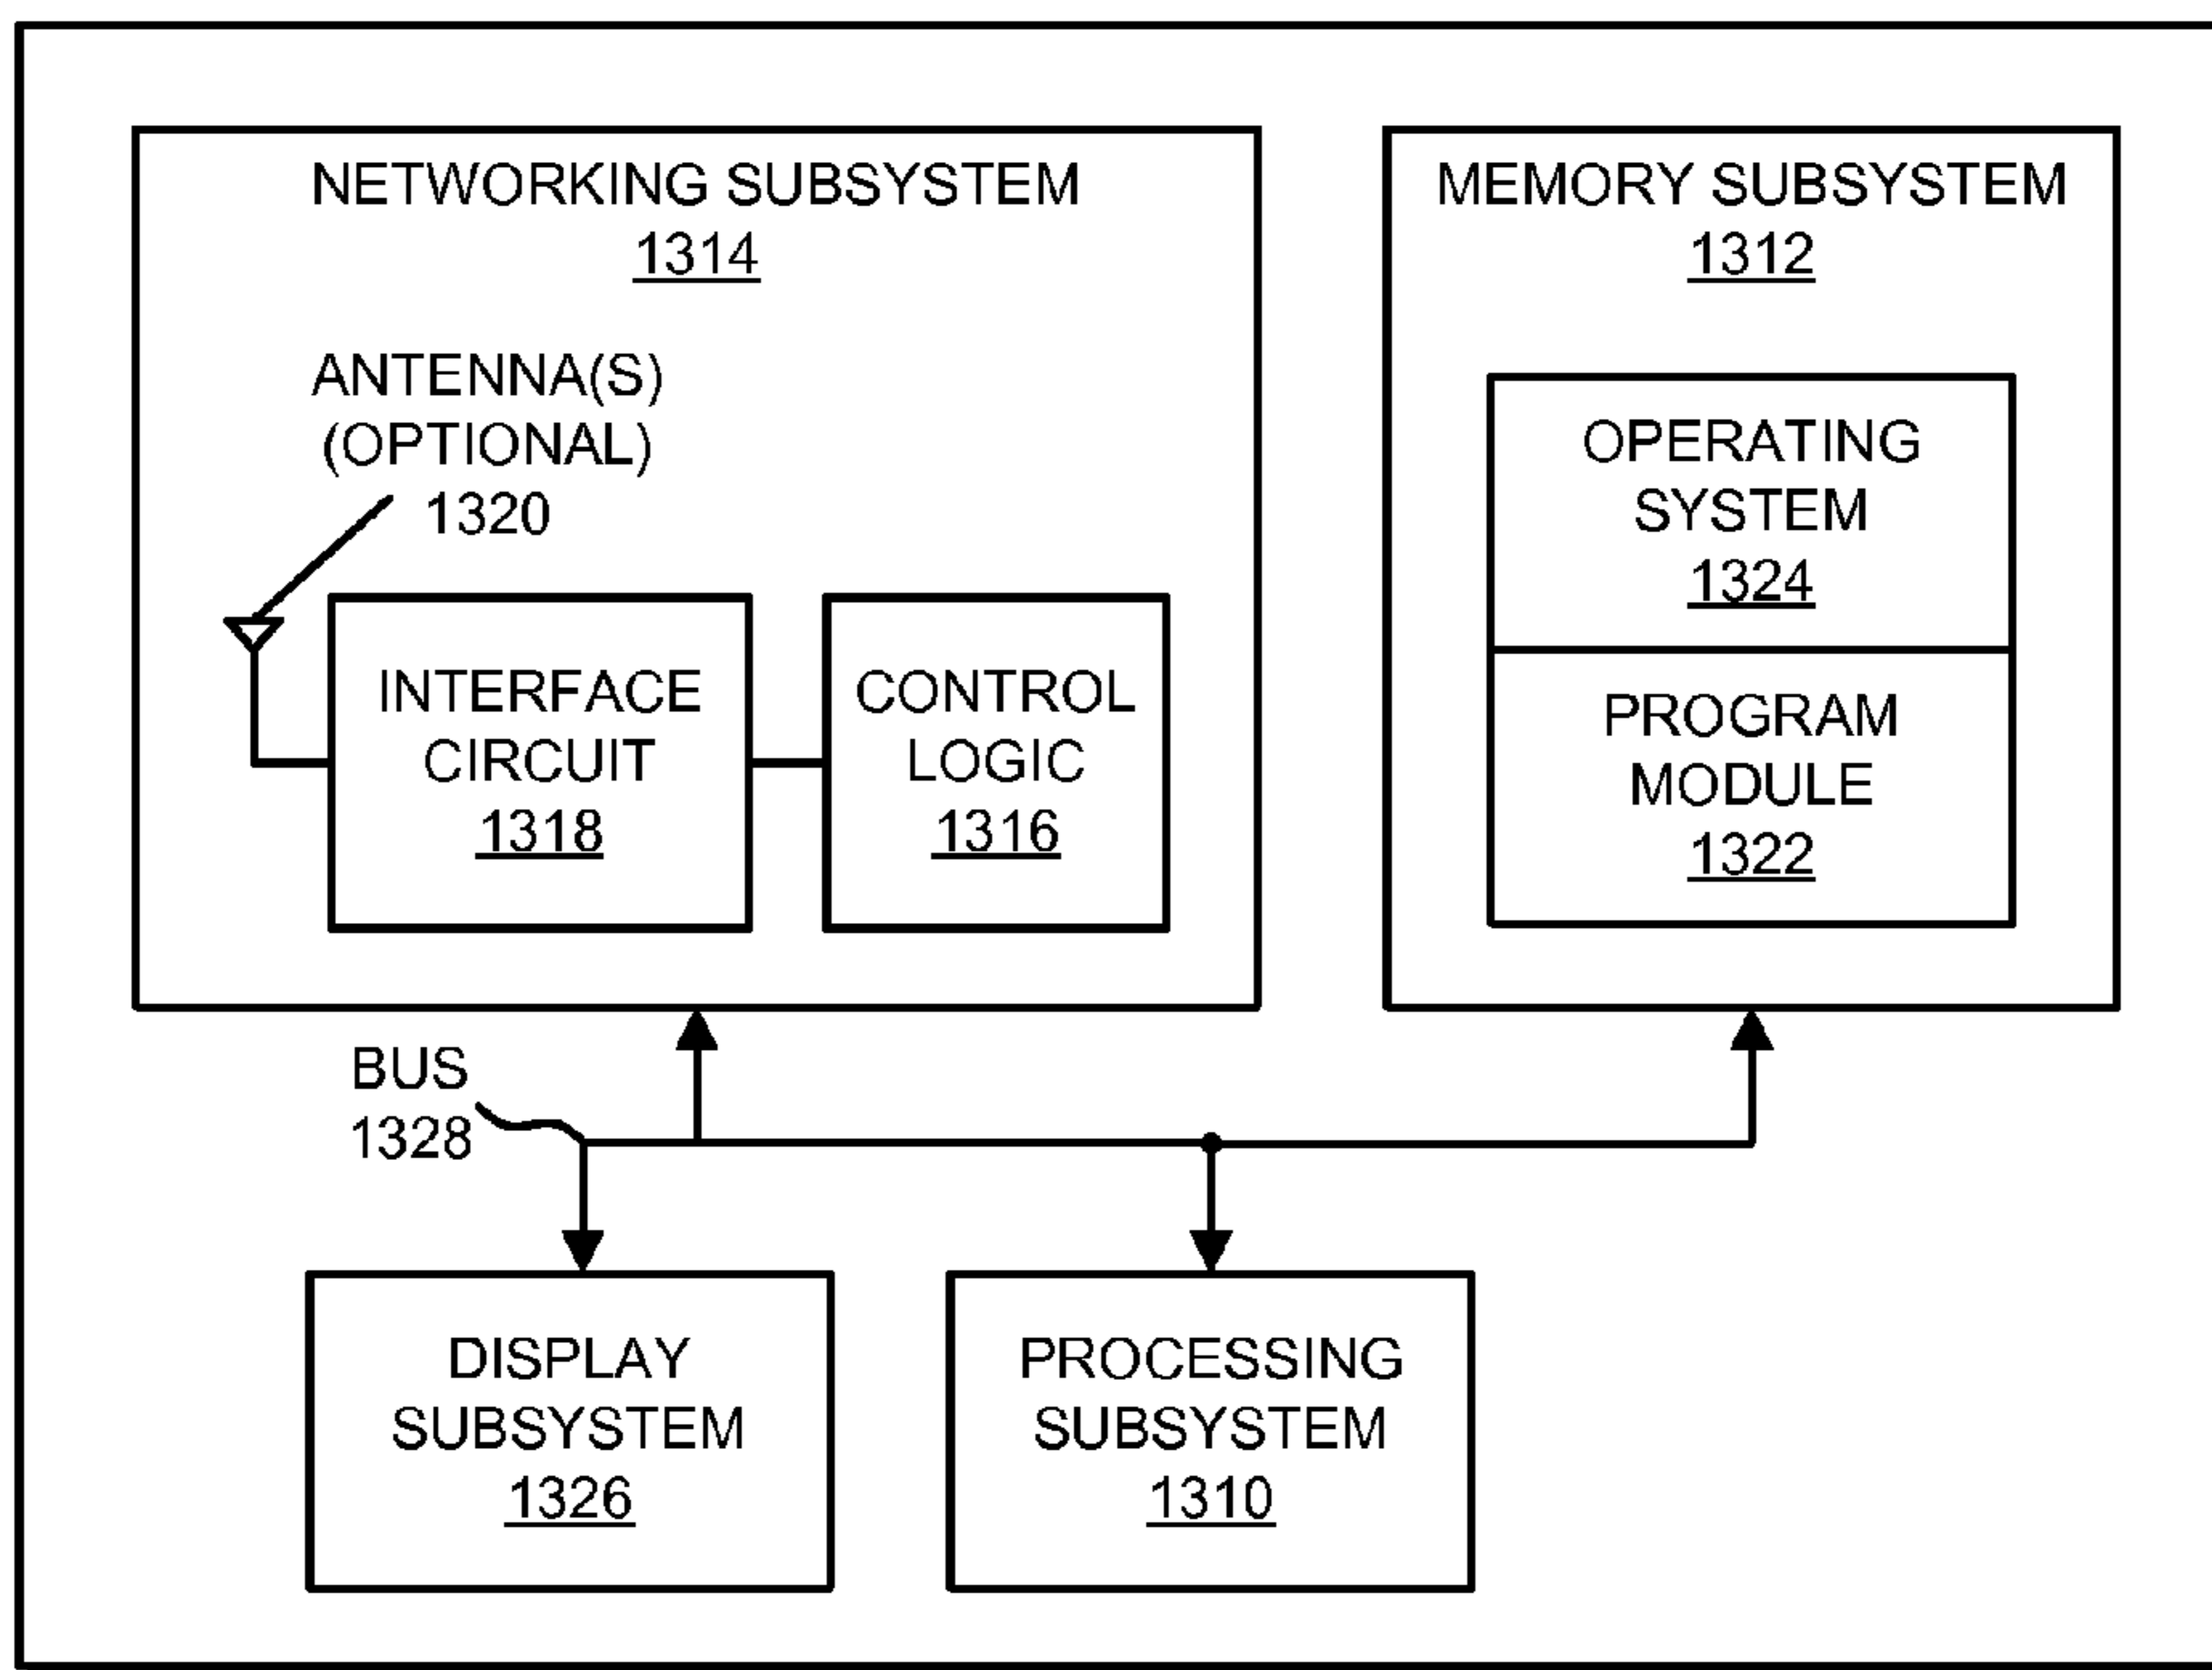 NETWORKING SUBSYSTEM
1314
ANTENNA(S)
(OPTIONAL)
1320
INTERFACE
CIRCUIT
1318
CONTROL
LOGIC
1316
MEMORY SUBSYSTEM
1312
OPERATING
SYSTEM
1324
PROGRAM
MODULE
1322
BUS
1328
DISPLAY
SUBSYSTEM
1326
PROCESSING
SUBSYSTEM
1310